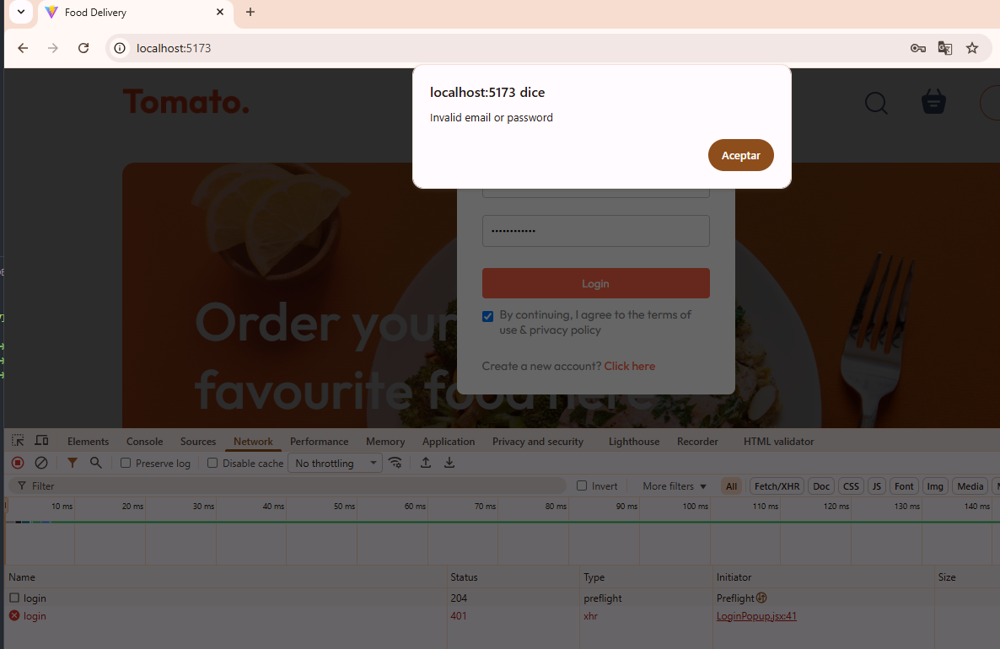 Food Delivery
localhost:5173
localhost:5173 dice
Invalid email or password
Aceptar
Tomato.
••••••••••••
Login
By continuing, I agree to the terms of
use & privacy policy
Create a new account? Click here
Order your
favourite food here
Elements Console Sources Network Performance Memory Application Privacy and security Lighthouse Recorder HTML validator
Preserve log Disable cache No throttling
Filter Invert More filters All Fetch/XHR Doc CSS JS Font Img Media
10 ms 20 ms 30 ms 40 ms 50 ms 60 ms 70 ms 80 ms 90 ms 100 ms 110 ms 120 ms 130 ms 140 ms
Name Status Type Initiator Size
login 204 preflight Preflight
login 401 xhr LoginPopup.jsx:41